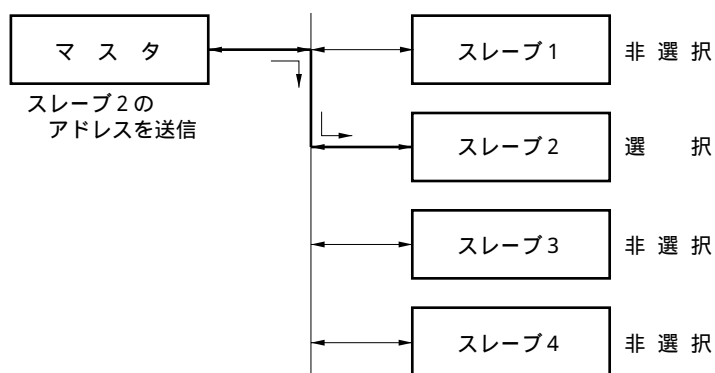 マ ス タ
スレーブ2の
アドレスを送信
スレーブ1
非 選 択
スレーブ2
選 択
スレーブ3
非 選 択
スレーブ4
非 選 択